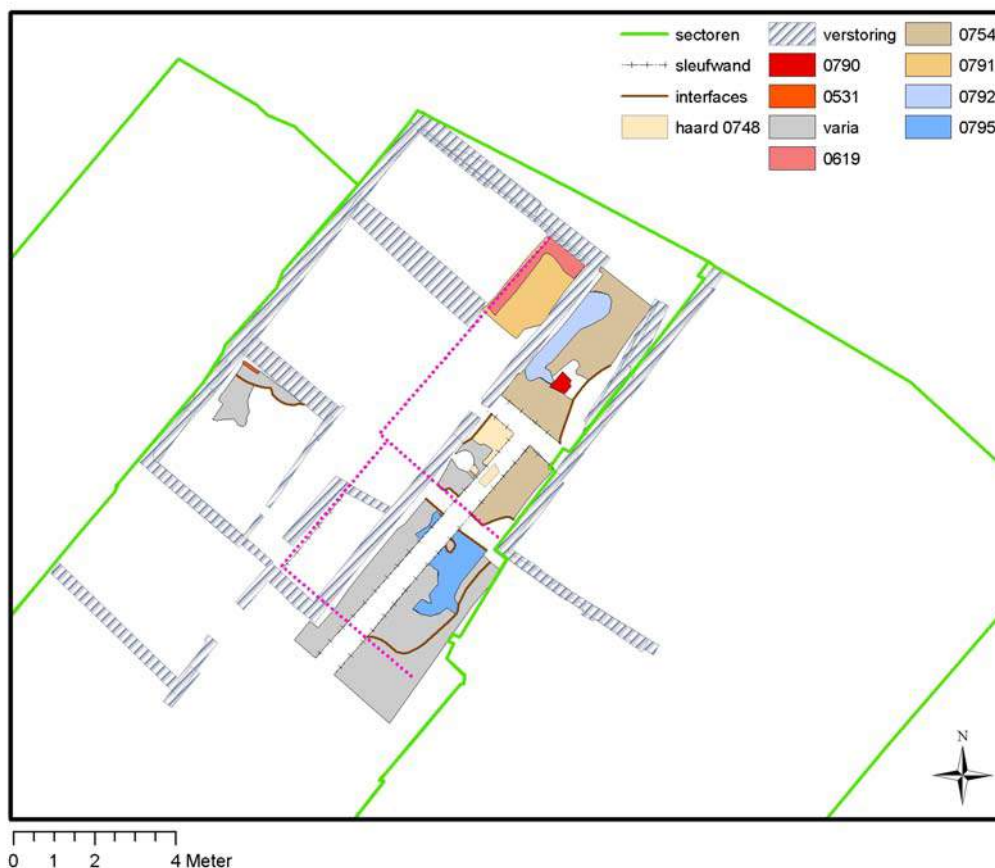 sectoren
sleufwand
interfaces
haard 0748
verstoring
0790
0531
varia
0619
0754
0791
0792
0795
N
0 1 2 4 Meter